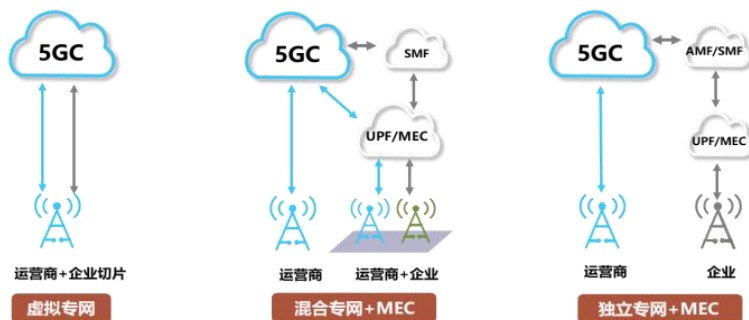 5GC
运营商+企业切片
虚拟专网
5GC
SMF
UPF/MEC
运营商
运营商+企业
混合专网+MEC
5GC
AMF/SMF
UPF/MEC
运营商
企业
独立专网+MEC